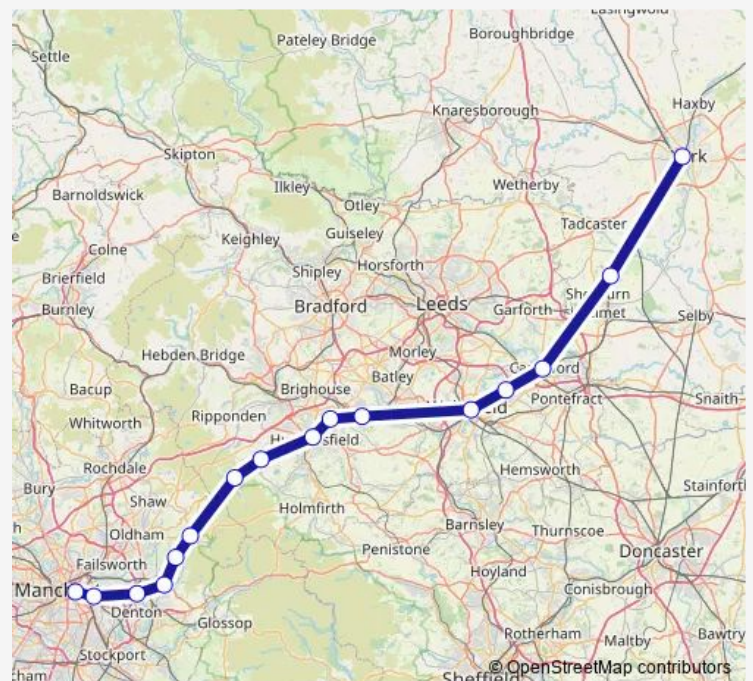 Easingwold
Settle
Pateley Bridge
Boroughbridge
Knaresborough
Haxby
Skipton
Ilkley
Wetherby
Barnoldswick
Otley
Tadcaster
Keighley
Guiseley
Colne
Shipley
Horsforth
Brierfield
Bradford
Leeds
Burnley
Garforth
Selby
Hebden Bridge
Morley
Batley
Bacup
Brighouse
Pontefract
Snaith
Whitworth
Ripponden
Rochdale
Hemsworth
Bury
Shaw
Holmfirth
Stainforth
Oldham
Barnsley
Thurnscoe
Failsworth
Penistone
Doncaster
Hoyland
Conisbrough
Denton
Glossop
Rotherham
Maltby
Bawtry
Stockport
Sheffield
© OpenStreetMap contributors